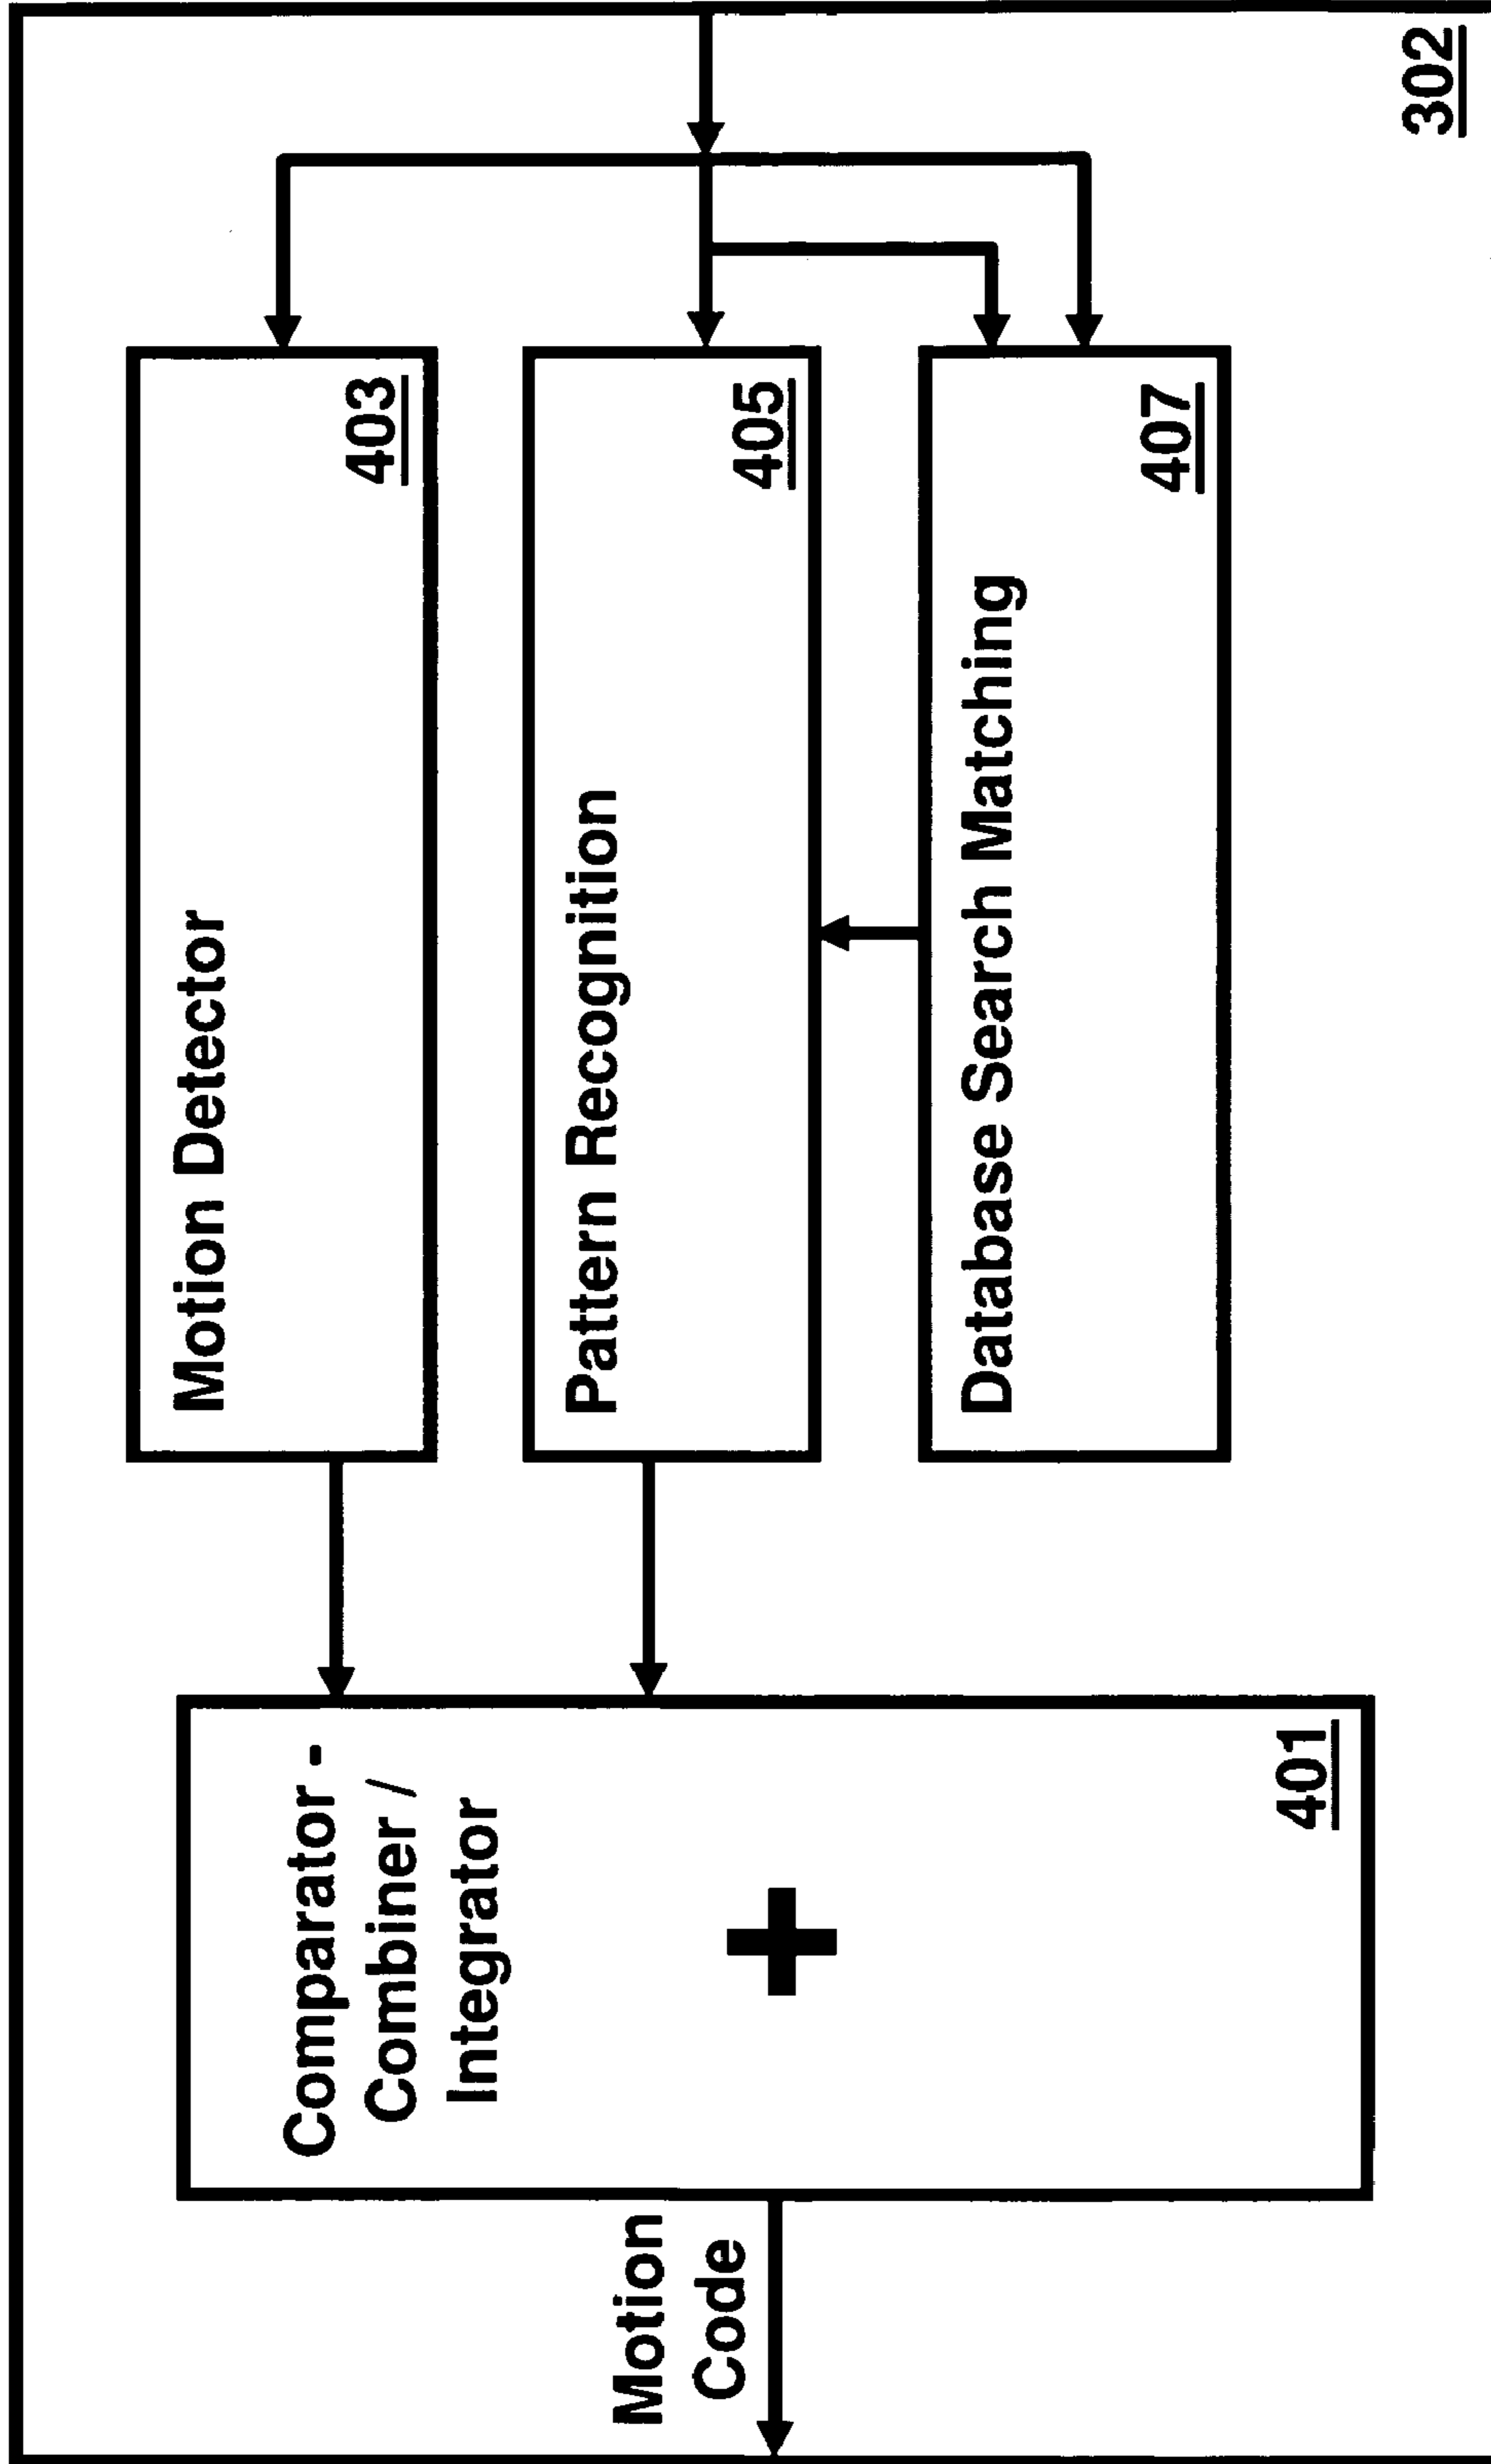 302
Motion Detector
403
Pattern Recognition
405
Database Search Matching
407
Comparator -
Combiner /
Integrator
+
401
Motion
Code